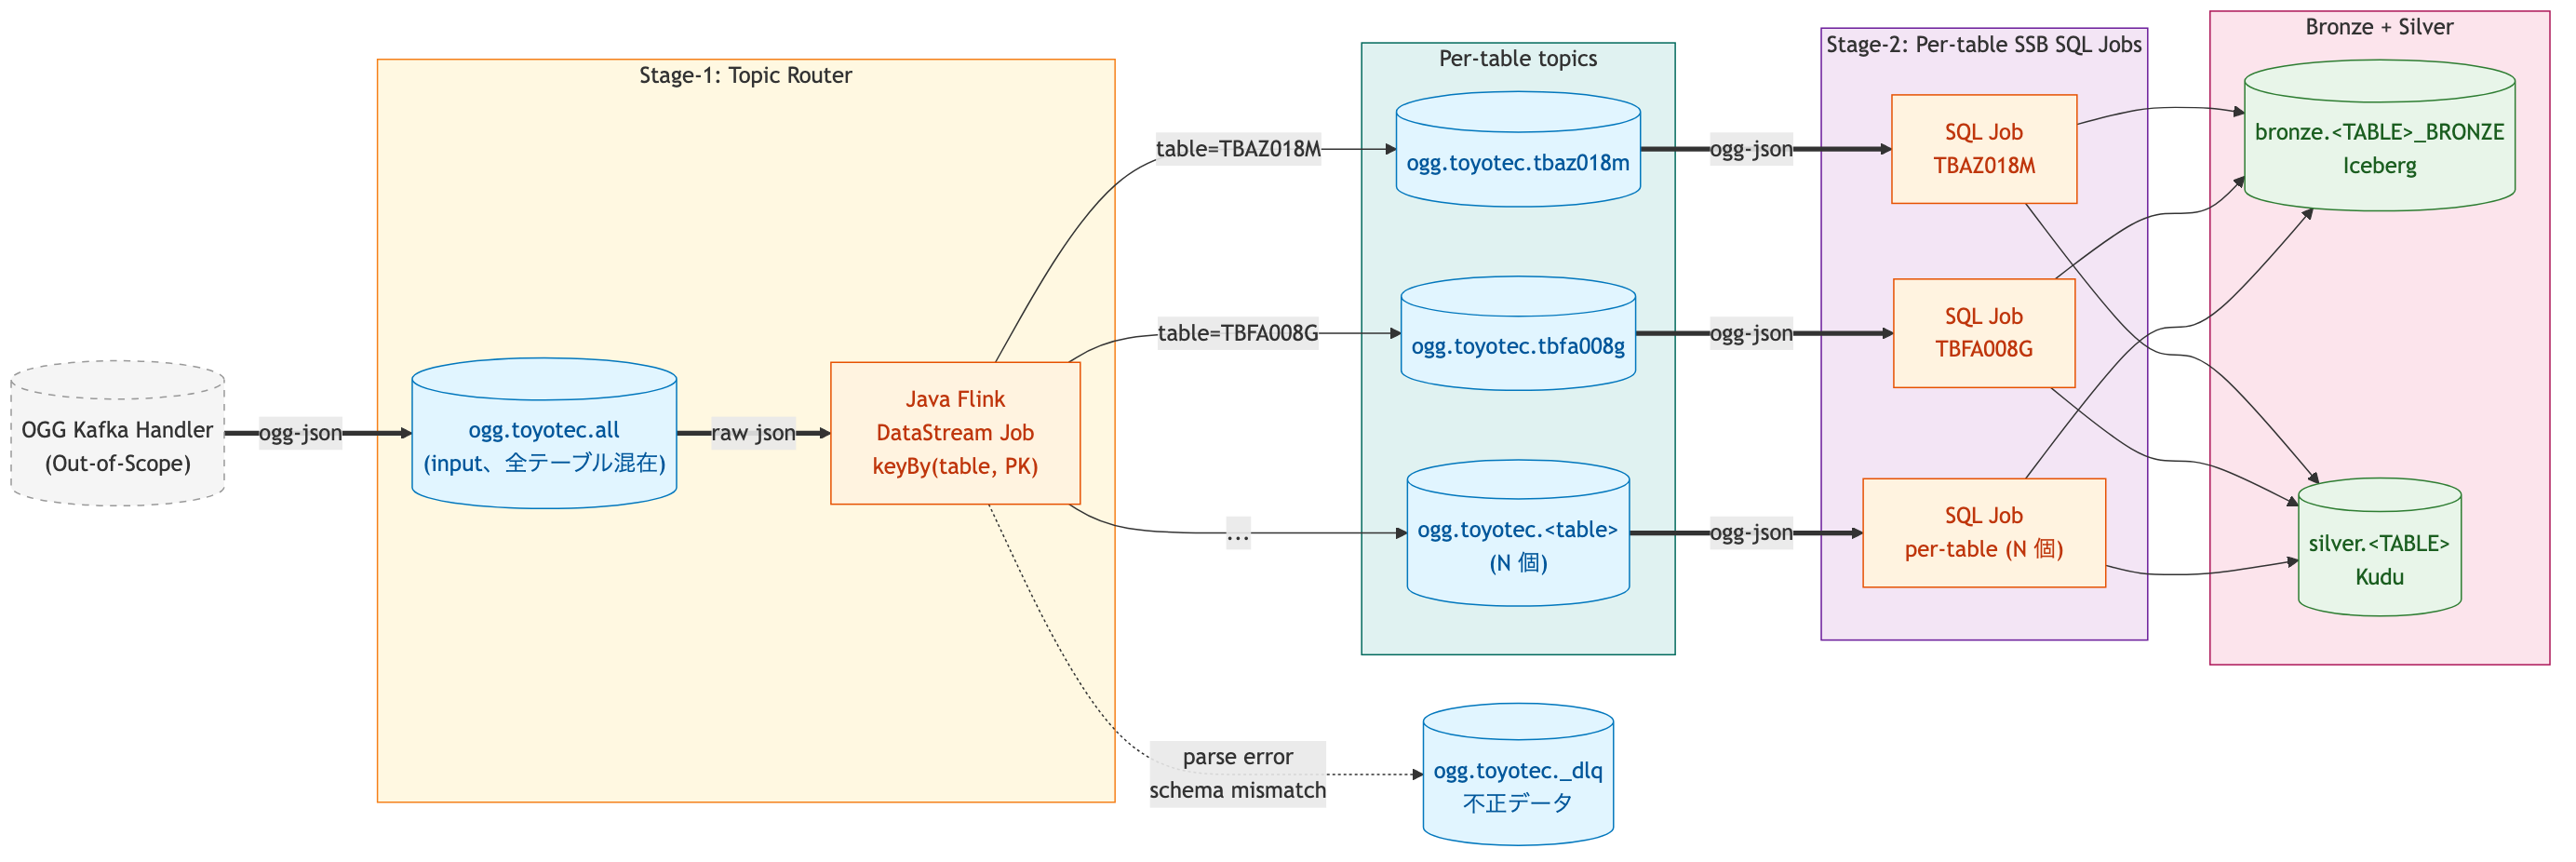 OGG Kafka Handler
(Out-of-Scope)
ogg-json
Stage-1: Topic Router
ogg.toyotec.all
(input、全テーブル混在)
raw json
Java Flink
DataStream Job
keyBy(table, PK)
table=TBAZ018M
table=TBFA008G
...
parse error
schema mismatch
Per-table topics
ogg.toyotec.tbaz018m
ogg.toyotec.tbfa008g
ogg.toyotec.<table>
(N 個)
ogg.toyotec._dlq
不正データ
ogg-json
ogg-json
ogg-json
Stage-2: Per-table SSB SQL Jobs
SQL Job
TBAZ018M
SQL Job
TBFA008G
SQL Job
per-table (N 個)
Bronze + Silver
bronze.<TABLE>_BRONZE
Iceberg
silver.<TABLE>
Kudu